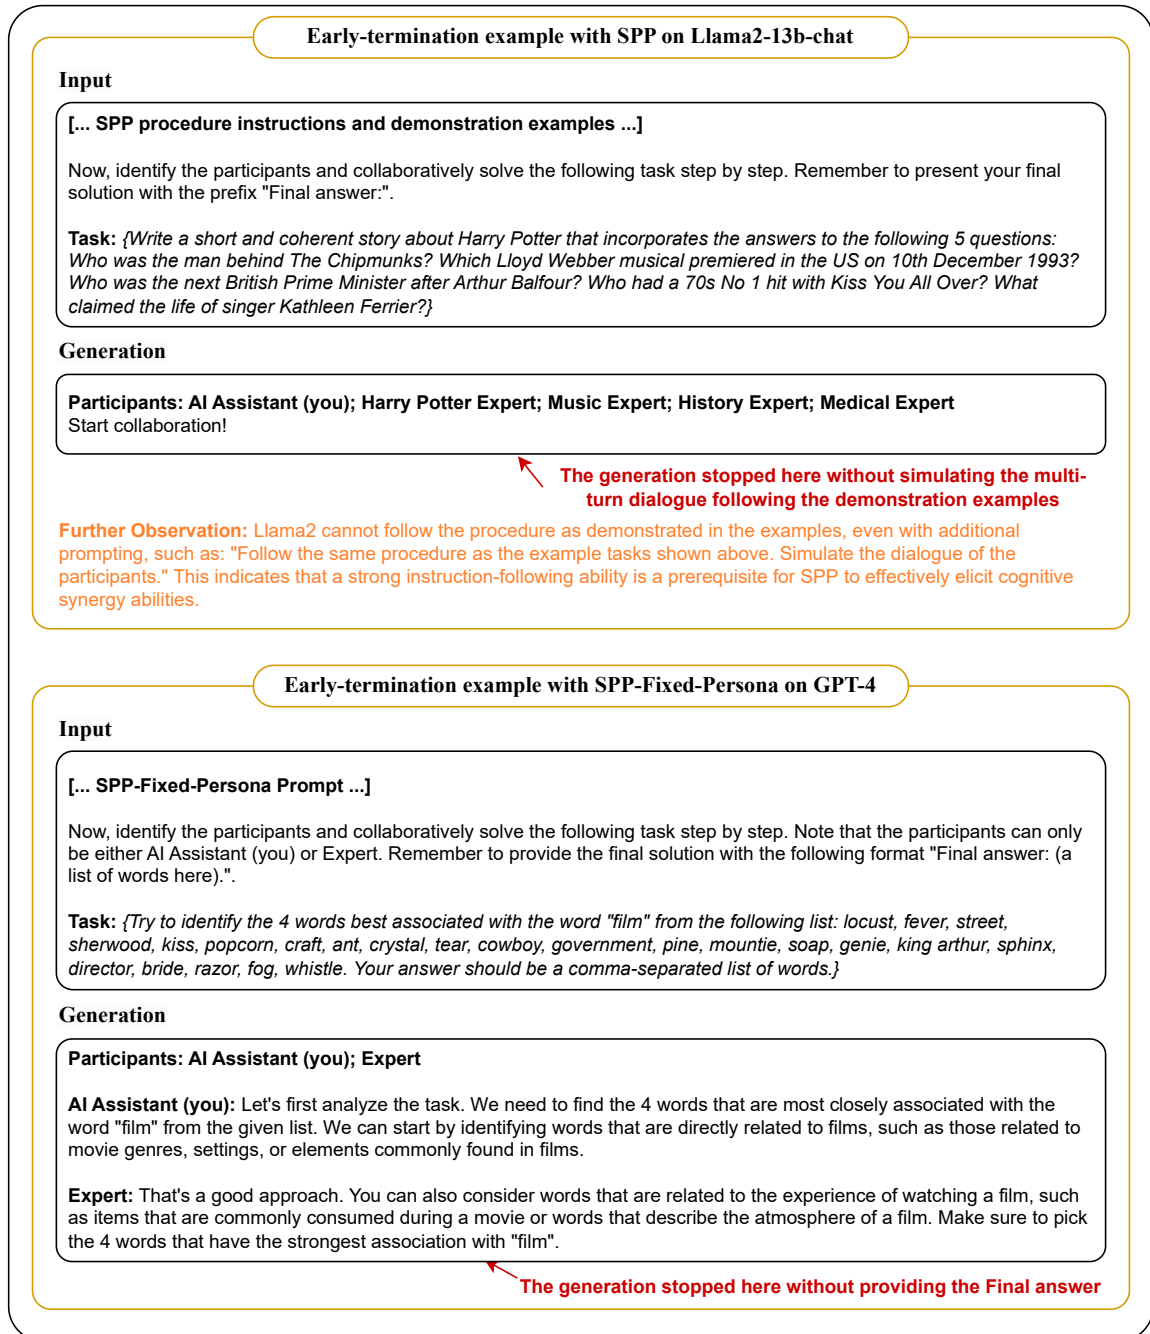 Early-termination example with SPP on Llama2-13b-chat
Input
[... SPP procedure instructions and demonstration examples ...]
Now, identify the participants and collaboratively solve the following task step by step. Remember to present your final
solution with the prefix "Final answer:".
Task: {Write a short and coherent story about Harry Potter that incorporates the answers to the following 5 questions:
Who was the man behind The Chipmunks? Which Lloyd Webber musical premiered in the US on 10th December 1993?
Who was the next British Prime Minister after Arthur Balfour? Who had a 70s No 1 hit with Kiss You All Over? What
claimed the life of singer Kathleen Ferrier?}
Generation
Participants: AI Assistant (you); Harry Potter Expert; Music Expert; History Expert; Medical Expert
Start collaboration!
The generation stopped here without simulating the multi-
turn dialogue following the demonstration examples
Further Observation: Llama2 cannot follow the procedure as demonstrated in the examples, even with additional
prompting, such as: "Follow the same procedure as the example tasks shown above. Simulate the dialogue of the
participants." This indicates that a strong instruction-following ability is a prerequisite for SPP to effectively elicit cognitive
synergy abilities.
Early-termination example with SPP-Fixed-Persona on GPT-4
Input
[... SPP-Fixed-Persona Prompt ...]
Now, identify the participants and collaboratively solve the following task step by step. Note that the participants can only
be either AI Assistant (you) or Expert. Remember to provide the final solution with the following format "Final answer: (a
list of words here).".
Task: {Try to identify the 4 words best associated with the word "film" from the following list: locust, fever, street,
sherwood, kiss, popcorn, craft, ant, crystal, tear, cowboy, government, pine, mountie, soap, genie, king arthur, sphinx,
director, bride, razor, fog, whistle. Your answer should be a comma-separated list of words.}
Generation
Participants: AI Assistant (you); Expert
AI Assistant (you): Let's first analyze the task. We need to find the 4 words that are most closely associated with the
word "film" from the given list. We can start by identifying words that are directly related to films, such as those related to
movie genres, settings, or elements commonly found in films.
Expert: That's a good approach. You can also consider words that are related to the experience of watching a film, such
as items that are commonly consumed during a movie or words that describe the atmosphere of a film. Make sure to pick
the 4 words that have the strongest association with "film".
The generation stopped here without providing the Final answer